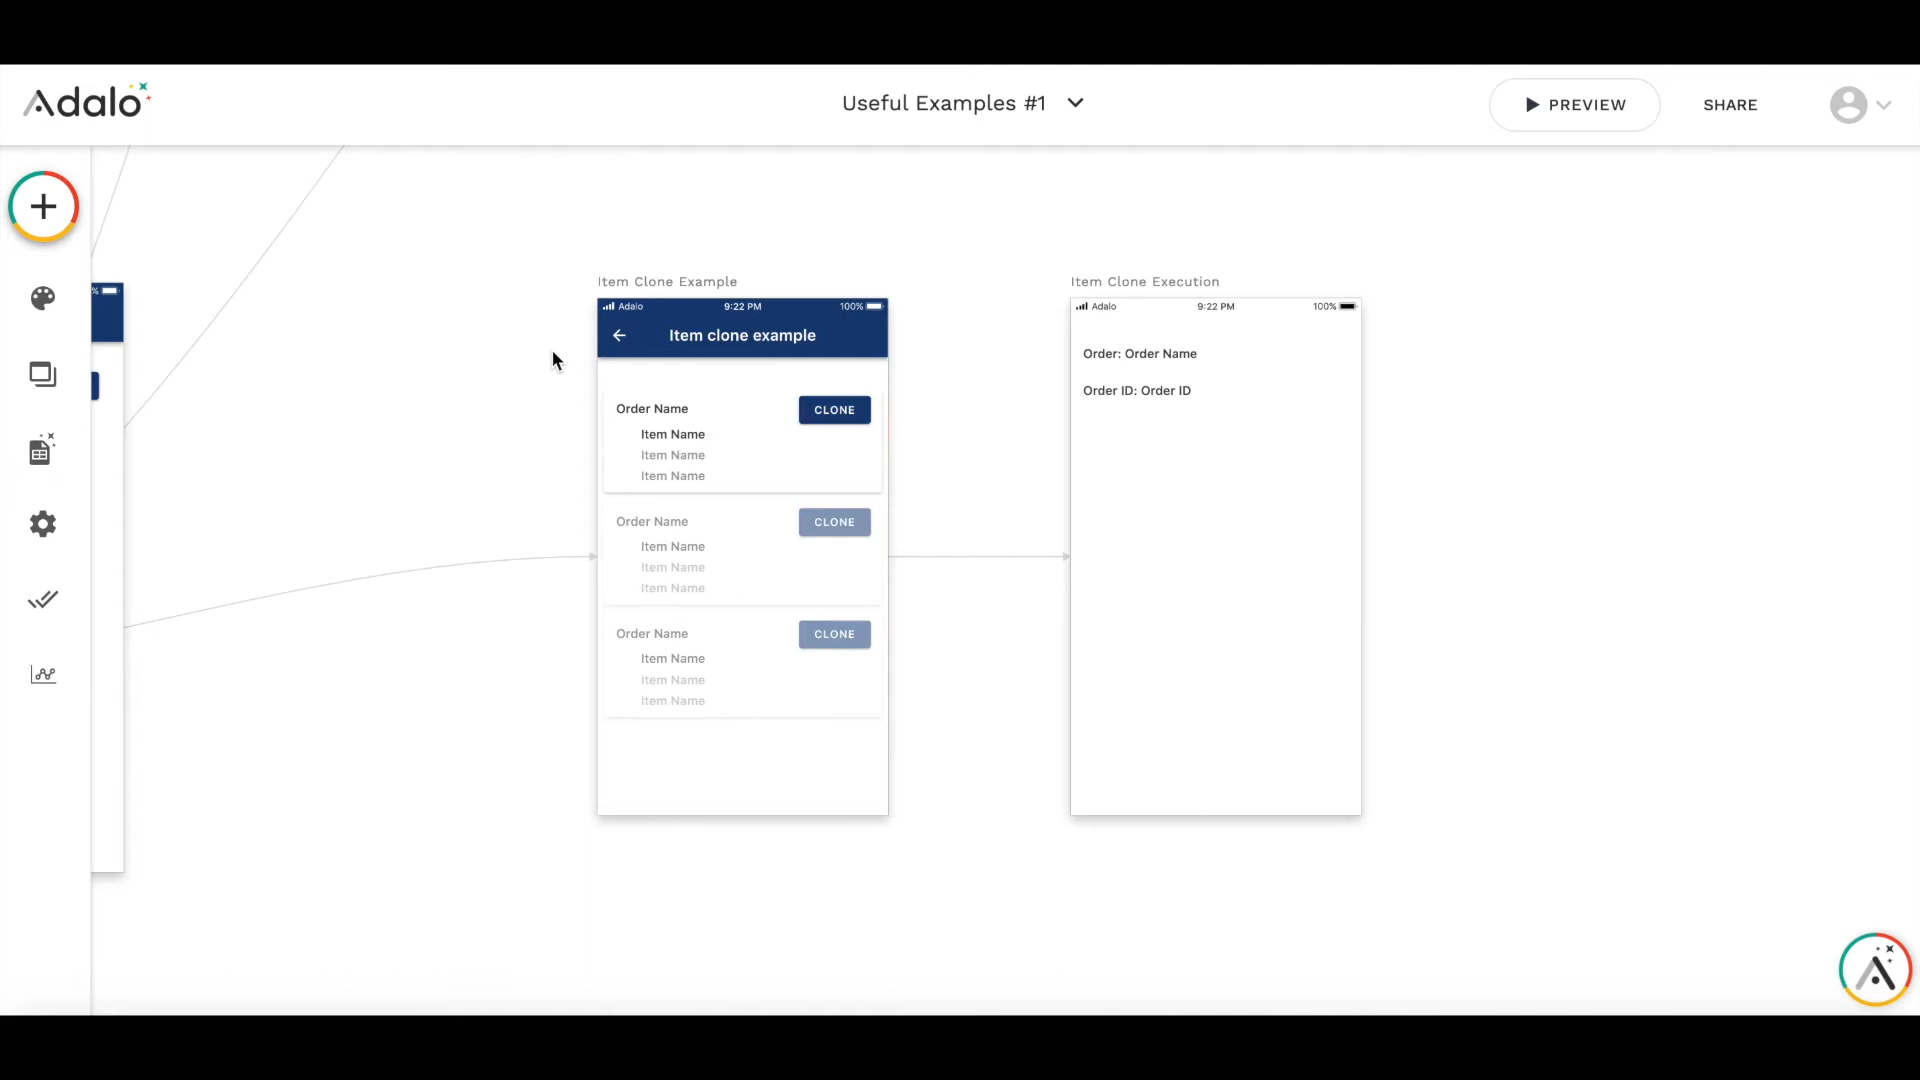 Adalo
Useful Examples #1
PREVIEW
SHARE
%
Item Clone Example
Adalo 9:22 PM 100%
Item clone example
Order Name CLONE
Item Name
Item Name
Item Name
Order Name CLONE
Item Name
Item Name
Item Name
Order Name CLONE
Item Name
Item Name
Item Name
Item Clone Execution
Adalo 9:22 PM 100%
Order: Order Name
Order ID: Order ID